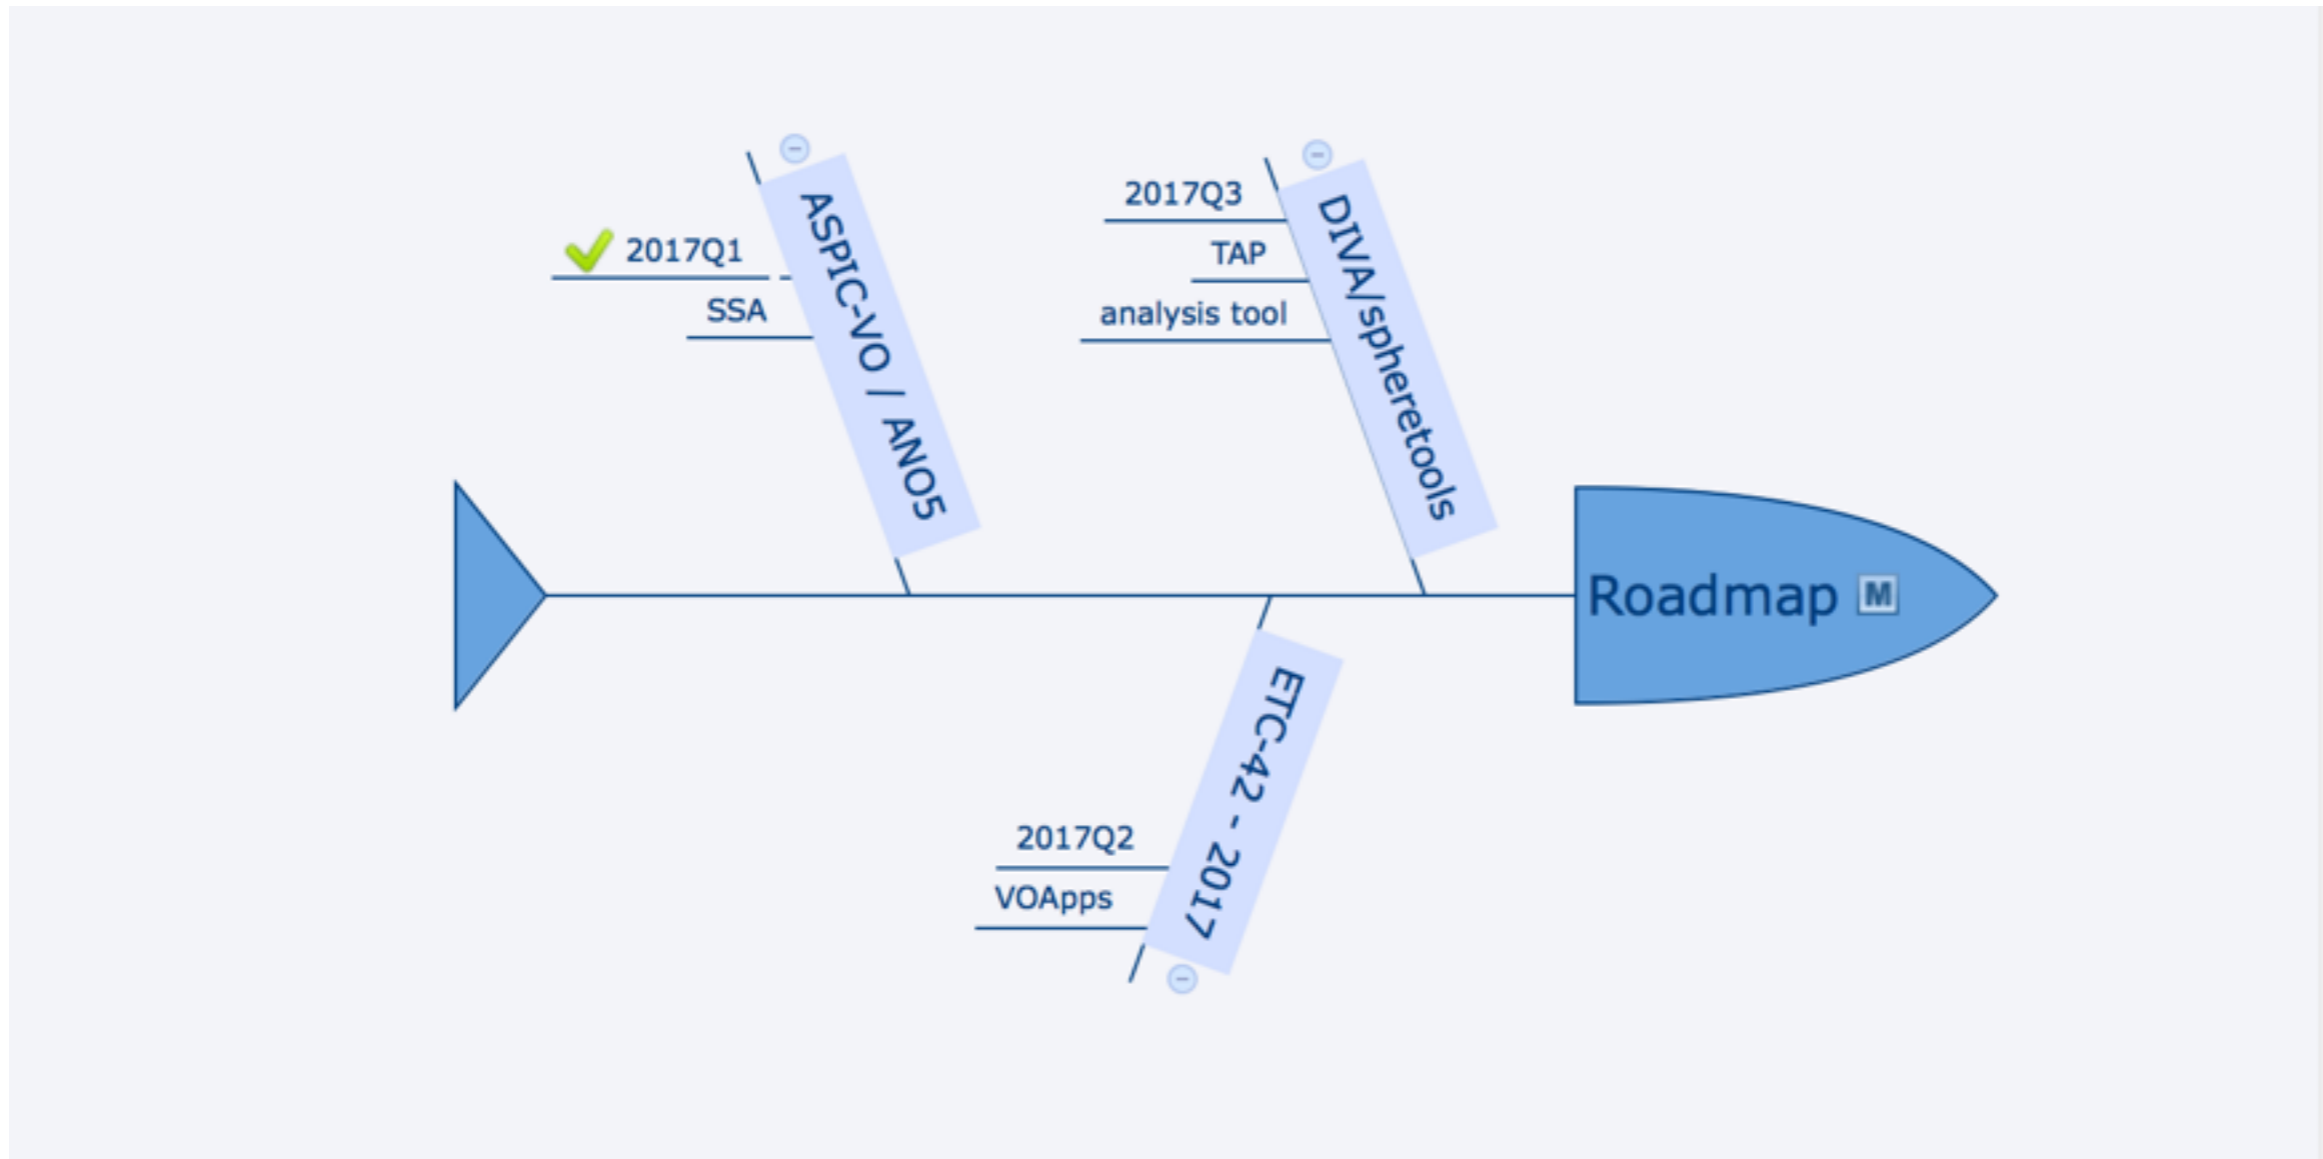 ASPIC-VO / ANO5
2017Q1
SSA
DIVA/spheretools
2017Q3
TAP
analysis tool
Roadmap M
ETC-42 - 2017
2017Q2
VOApps